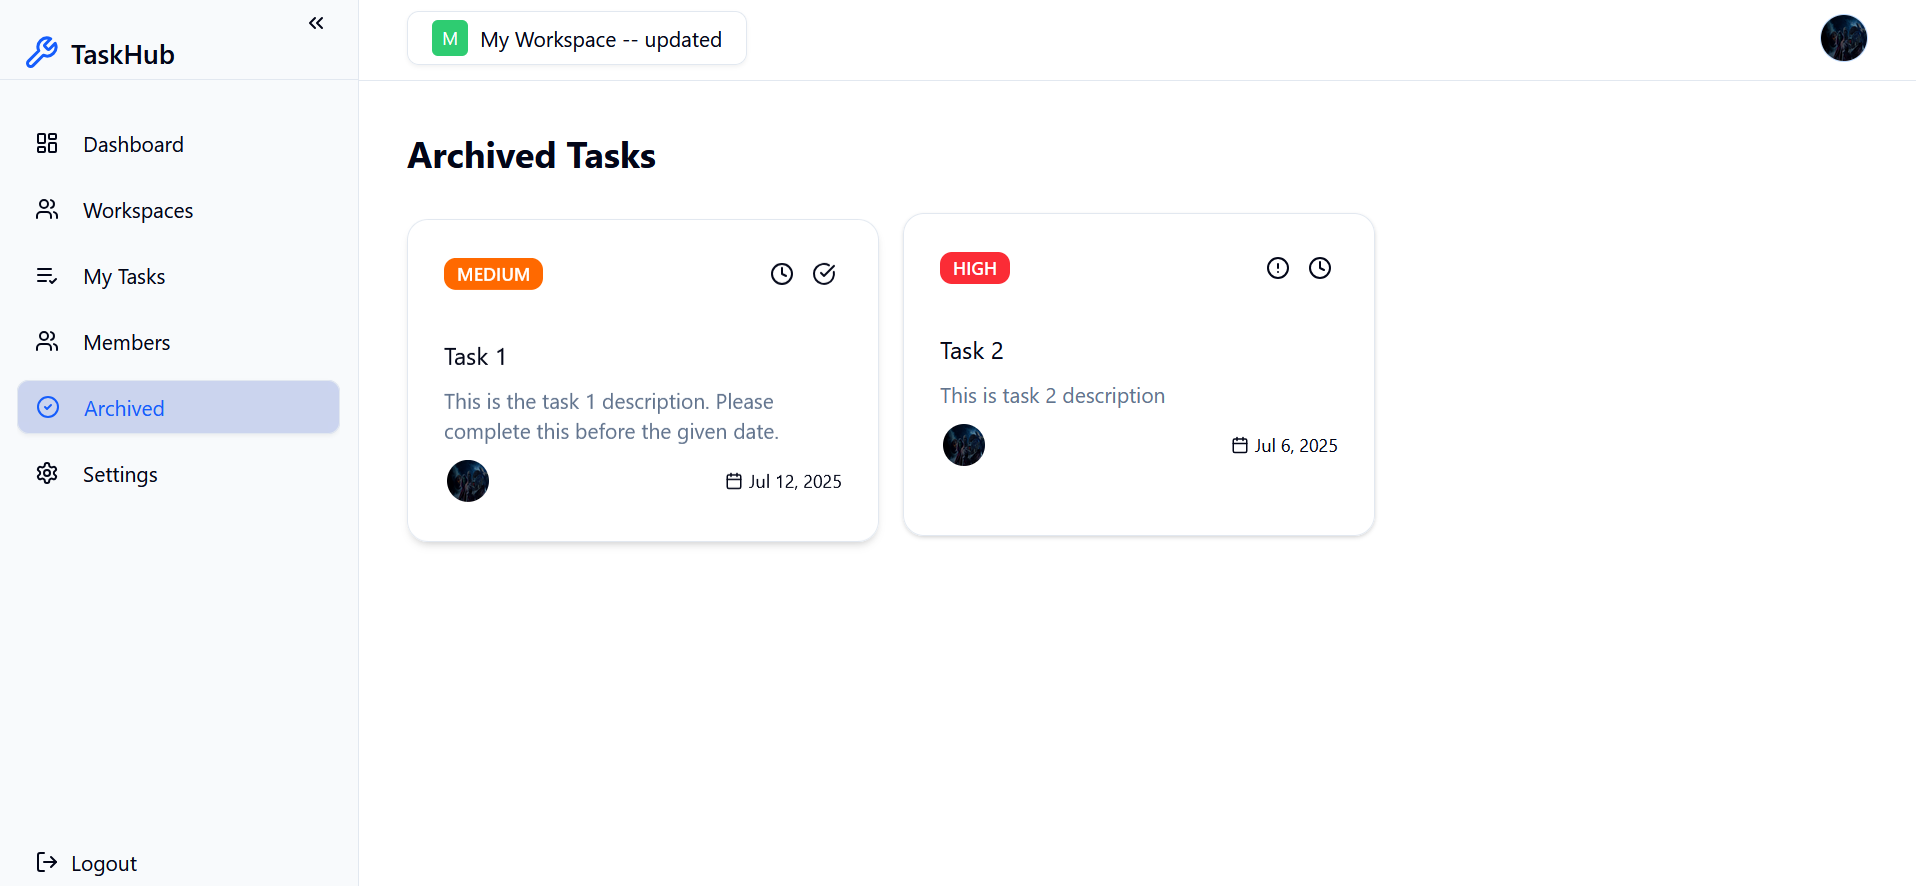 TaskHub
Dashboard
Workspaces
My Tasks
Members
Archived
Settings
Logout
M My Workspace -- updated
Archived Tasks
MEDIUM
Task 1
This is the task 1 description. Please
complete this before the given date.
Jul 12, 2025
HIGH
Task 2
This is task 2 description
Jul 6, 2025